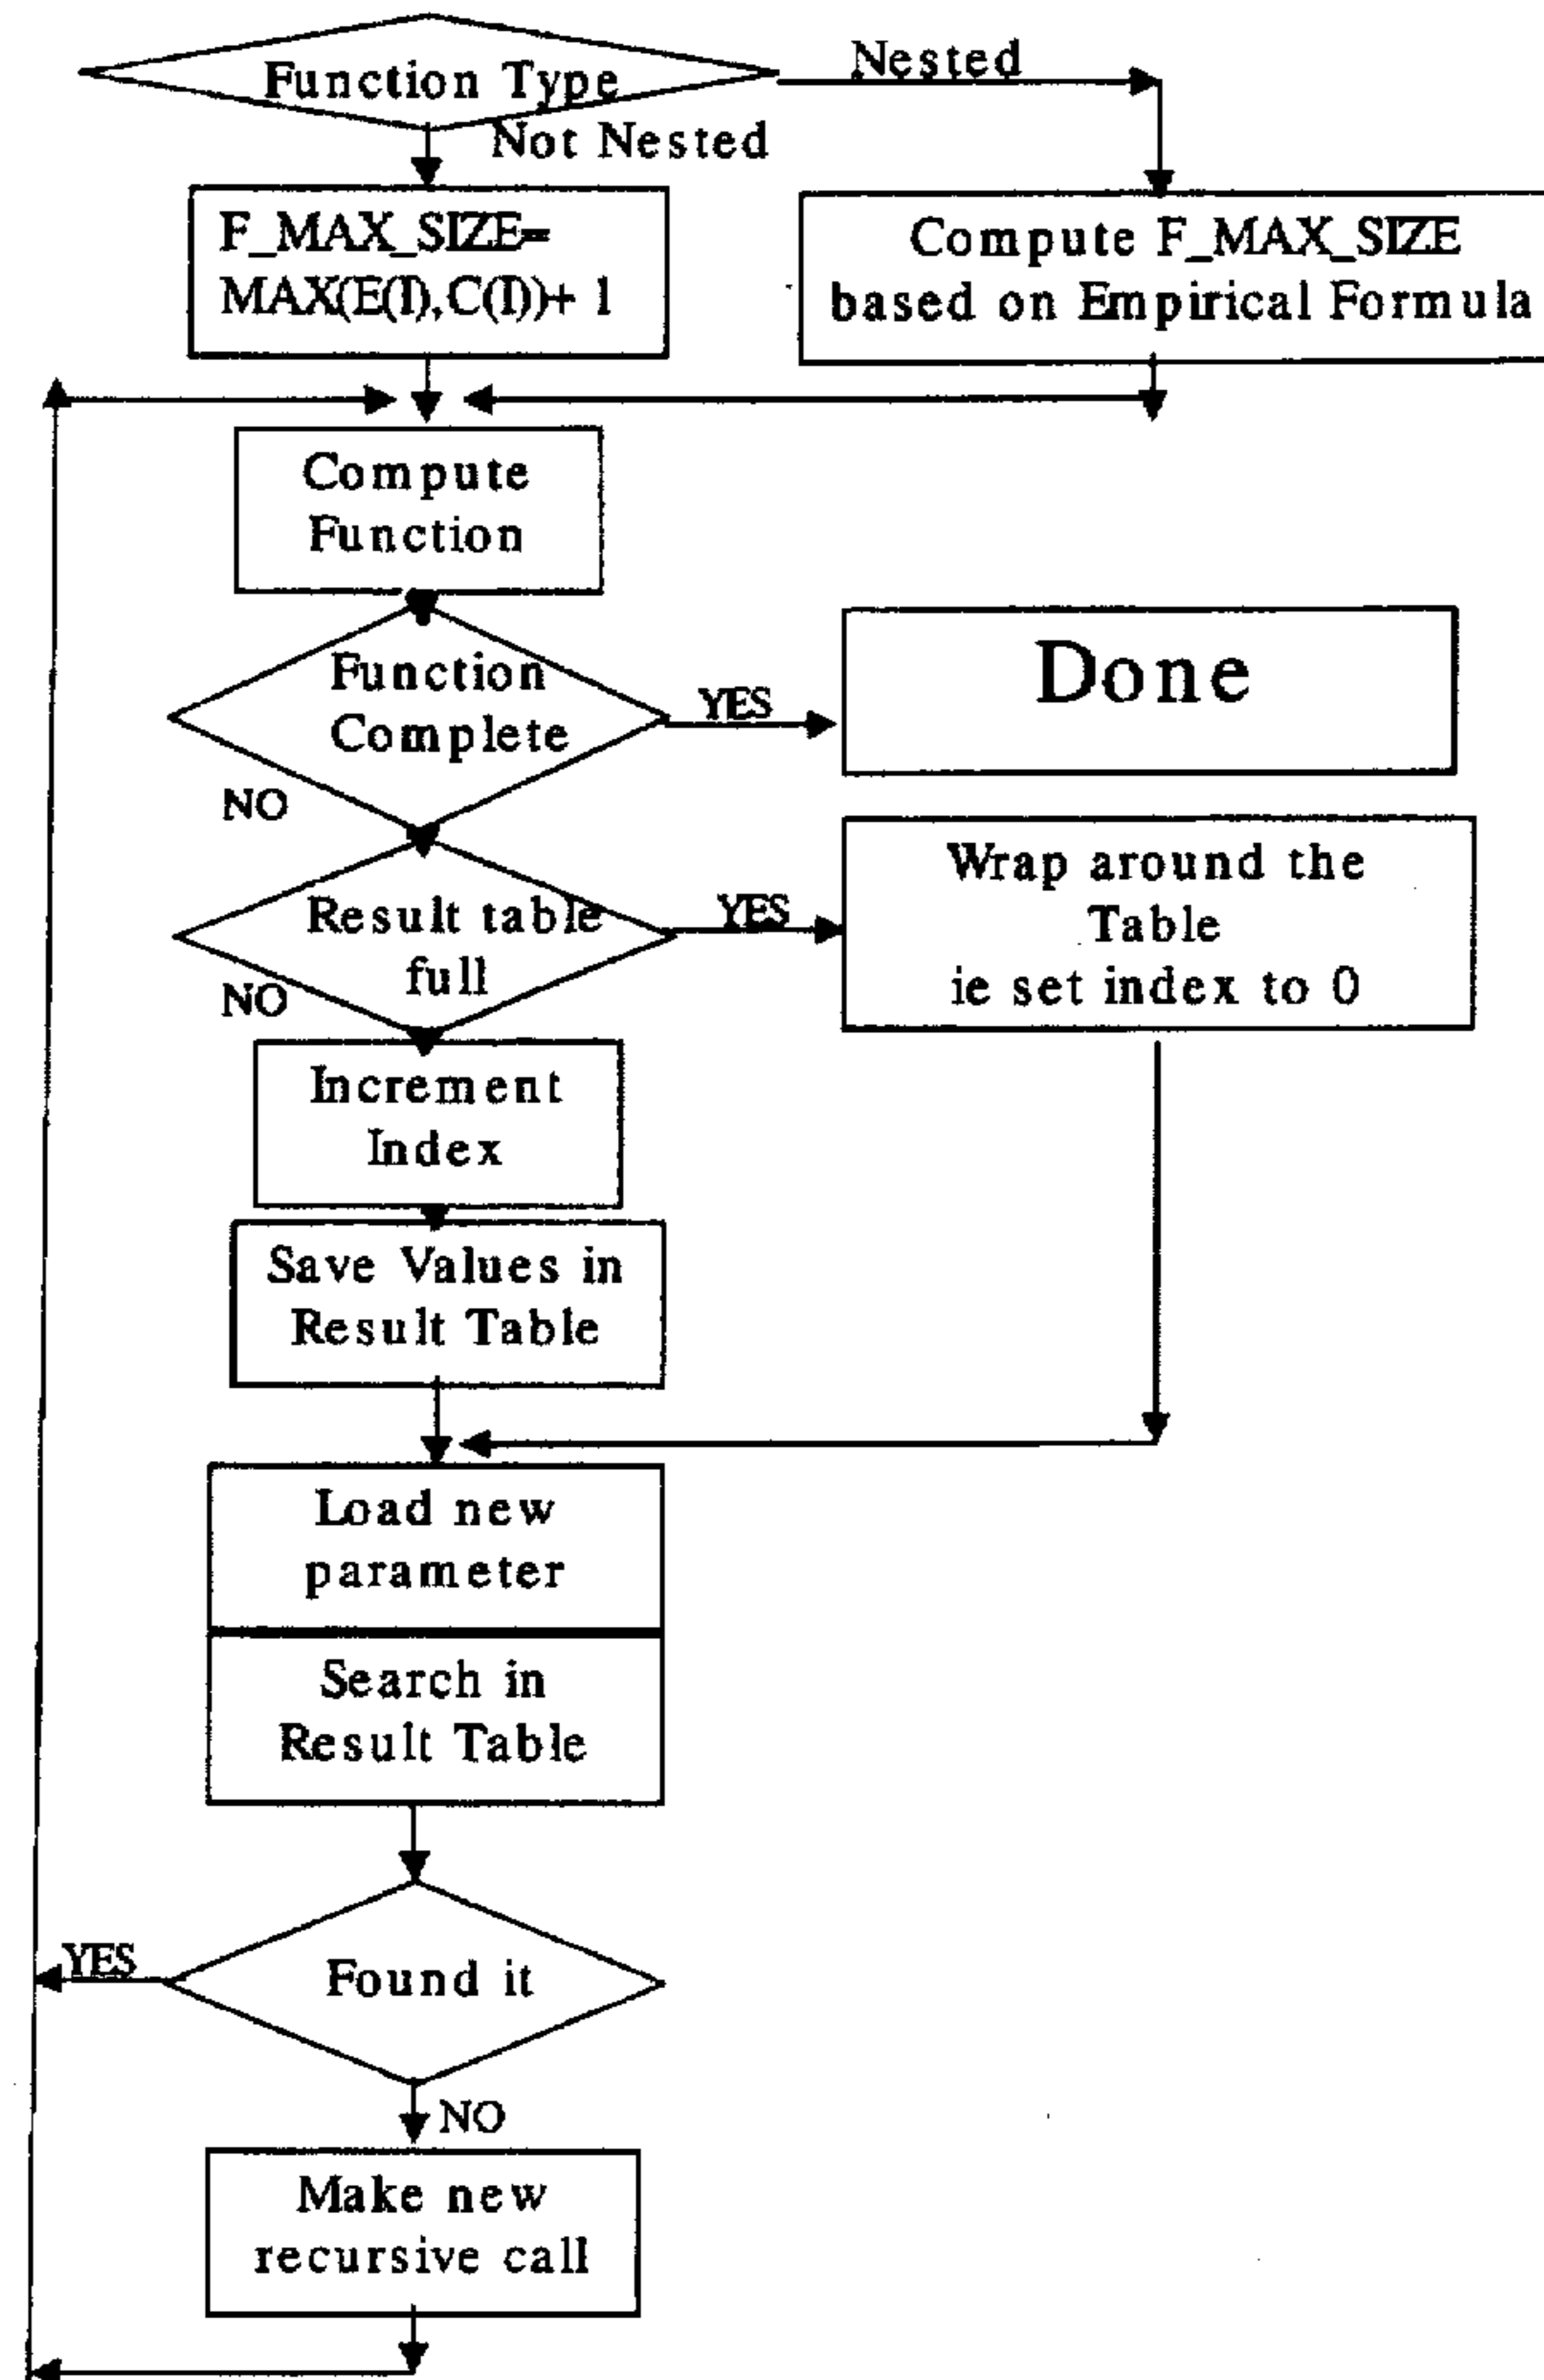 Function Type
Nested
Not Nested
F_MAX_SIZE=
MAX(E(I),C(I))+ 1
Compute F_MAX_SIZE
based on Empirical Formula
Compute
Function
Function
Complete
YES
Done
NO
Result table
full
YES
Wrap around the
Table
ie set index to 0
NO
Increment
Index
Save Values in
Result Table
Load new
parameter
Search in
Result Table
Found it
YES
NO
Make new
recursive call